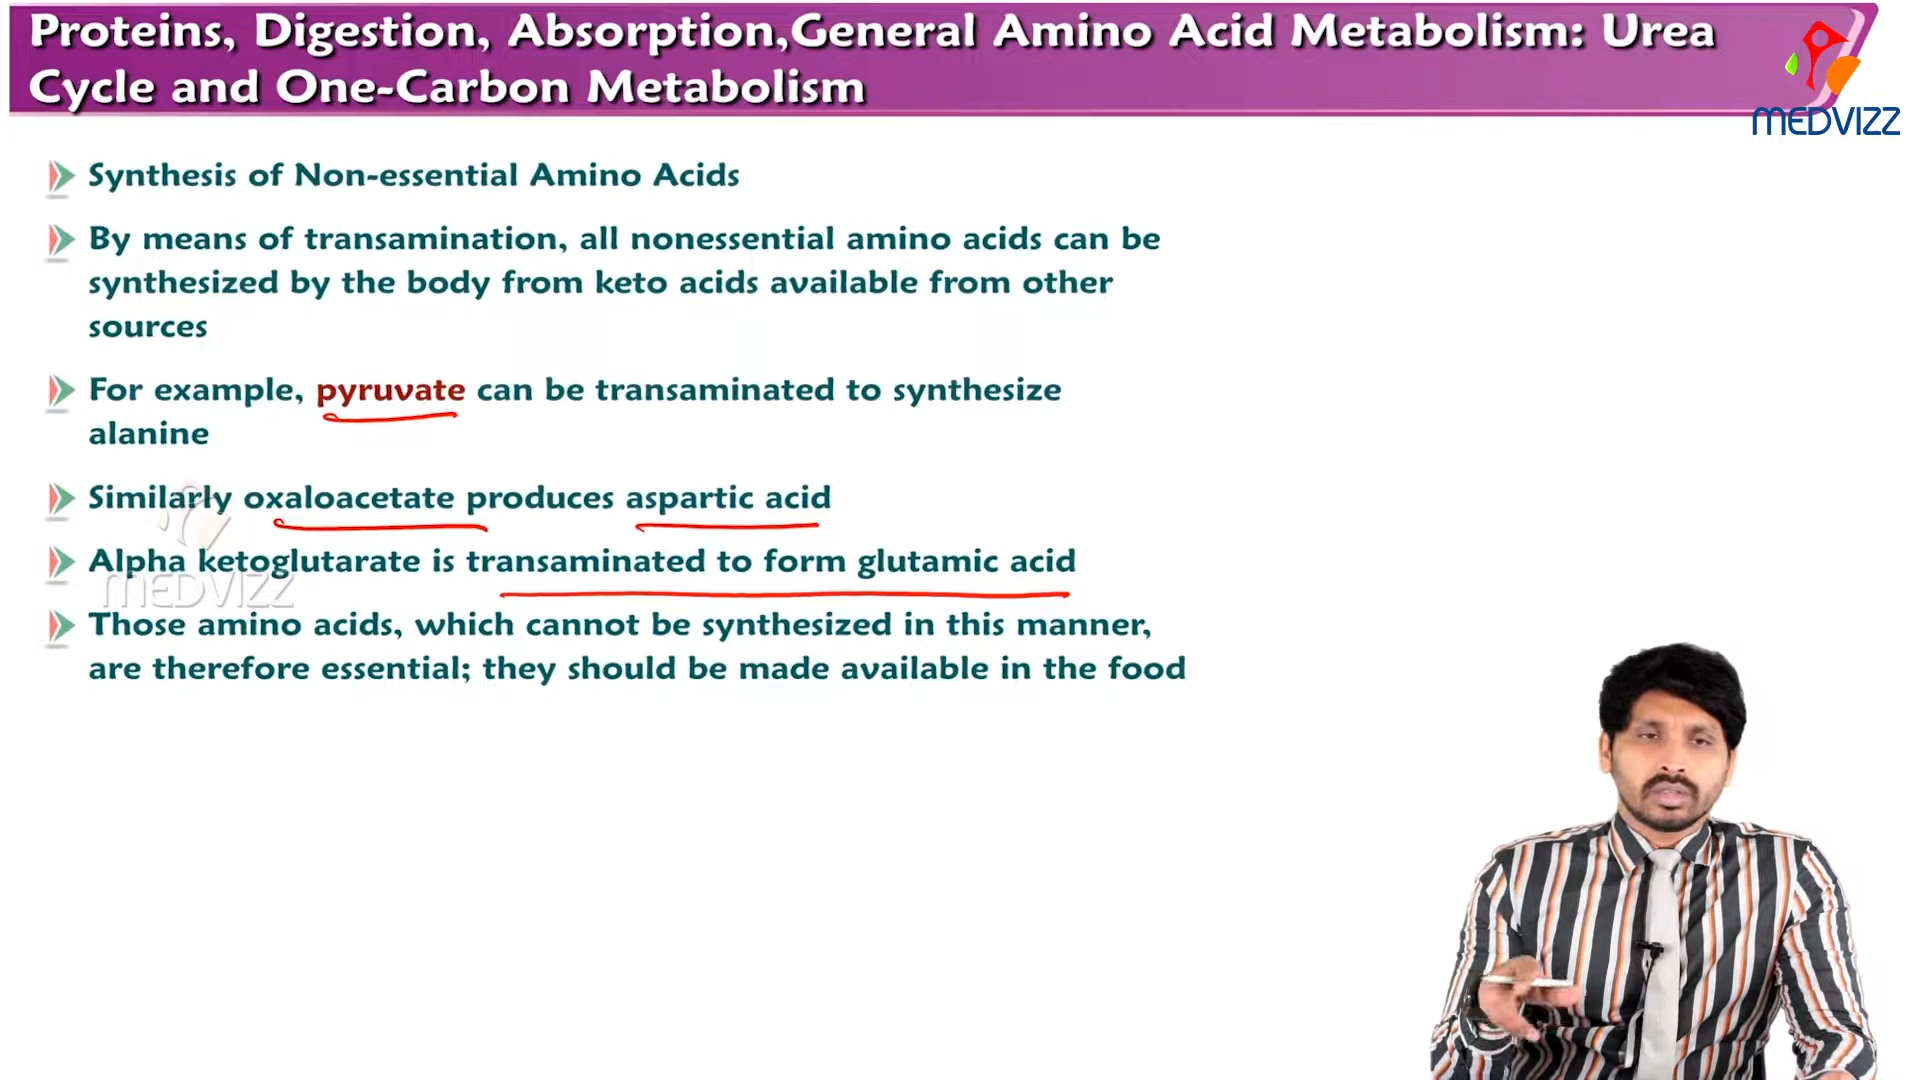 Proteins, Digestion, Absorption,General Amino Acid Metabolism: Urea
Cycle and One-Carbon Metabolism
MEDVIZZ
Synthesis of Non-essential Amino Acids
By means of transamination, all nonessential amino acids can be
synthesized by the body from keto acids available from other
sources
For example, pyruvate can be transaminated to synthesize
alanine
Similarly oxaloacetate produces aspartic acid
Alpha ketoglutarate is transaminated to form glutamic acid
MEDVIZZ
Those amino acids, which cannot be synthesized in this manner,
are therefore essential; they should be made available in the food